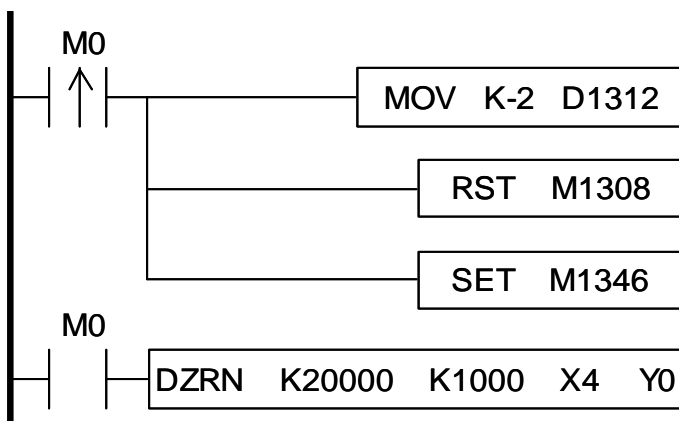 M0
MOV K-2 D1312
RST M1308
SET M1346
M0
DZRN K20000 K1000 X4 Y0